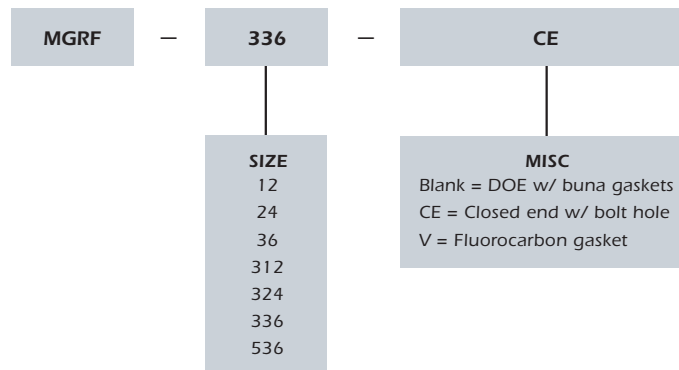 MGRF – 336 – CE
SIZE
12
24
36
312
324
336
536
MISC
Blank = DOE w/ buna gaskets
CE = Closed end w/ bolt hole
V = Fluorocarbon gasket